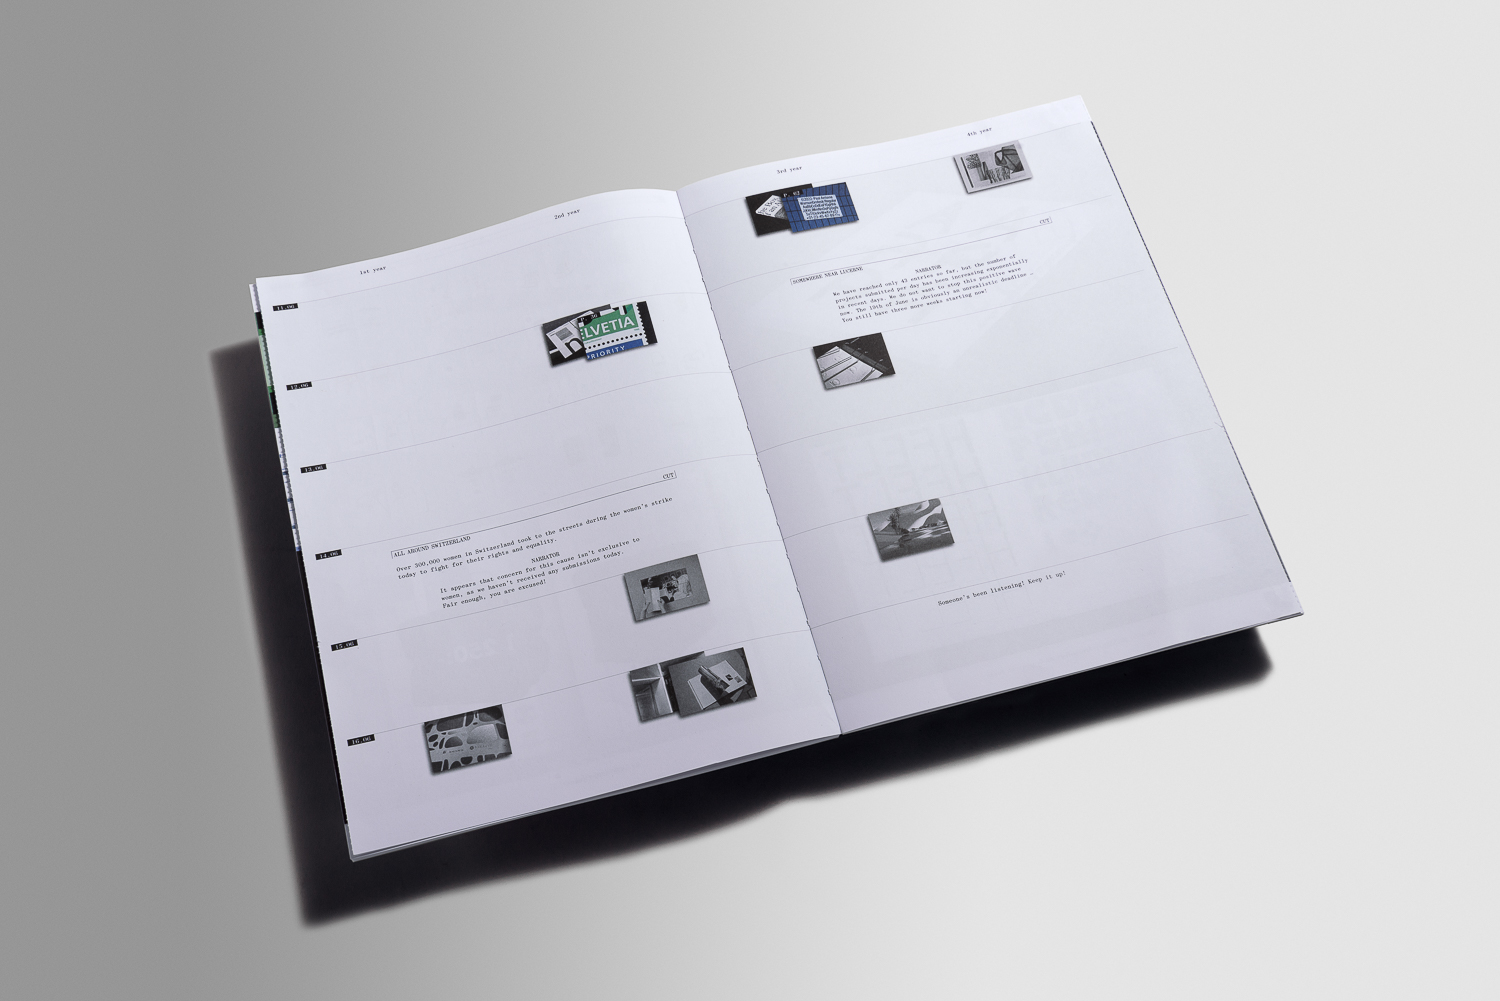 1st year
2nd year
3rd year
4th year
11.06
12.06
13.06
14.06
15.06
16.06
HELVETIA
PRIORITY
CUT
ALL AROUND SWITZERLAND
Over 500,000 women in Switzerland took to the streets during the women's strike
today to fight for their rights and equality.
NARRATOR
It appears that concern for this cause isn't exclusive to
women, as we haven't received any submissions today.
Fair enough, you are excused!
CUT
SOMEWHERE NEAR LUCERNE
NARRATOR
We have reached only 43 entries so far, but the number of
projects submitted per day has been increasing exponentially
in recent days. We do not want to stop this positive wave
now. The 19th of June is obviously an unrealistic deadline …
You still have three more weeks starting now!
Someone's been listening! Keep it up!